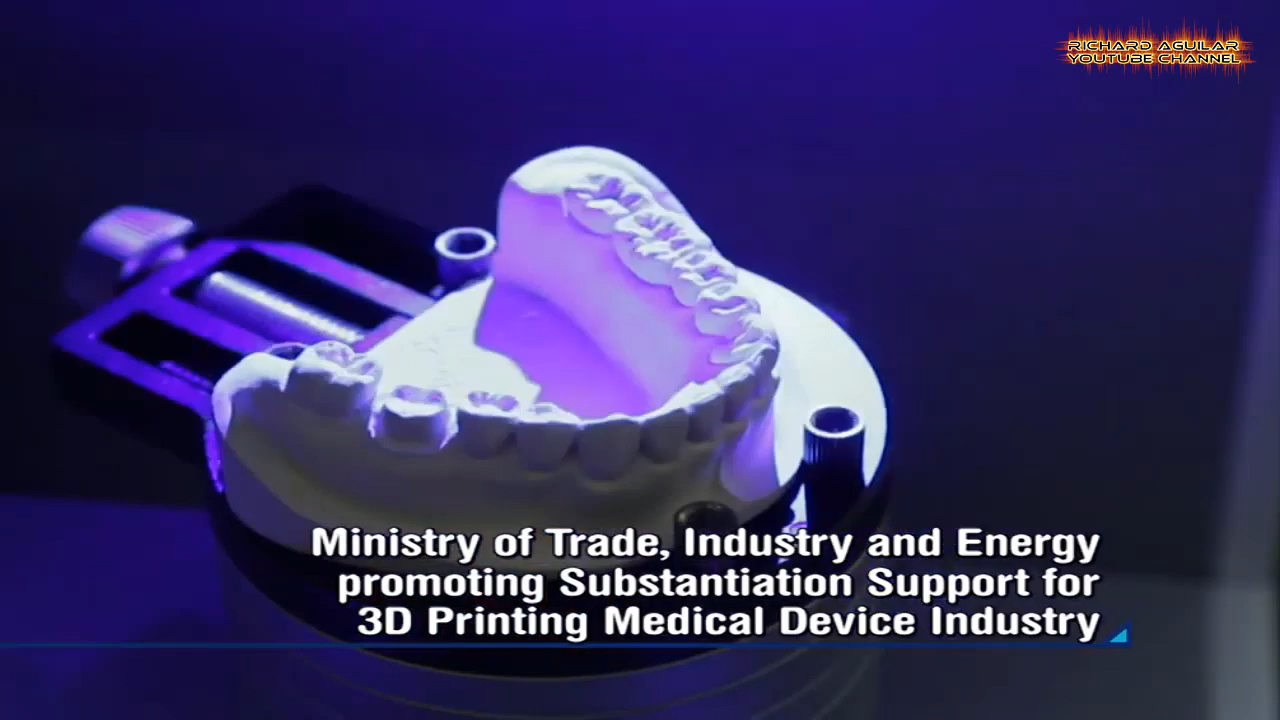 RICHARD AGUILAR
YOUTUBE CHANNEL
Ministry of Trade, Industry and Energy
promoting Substantiation Support for
3D Printing Medical Device Industry